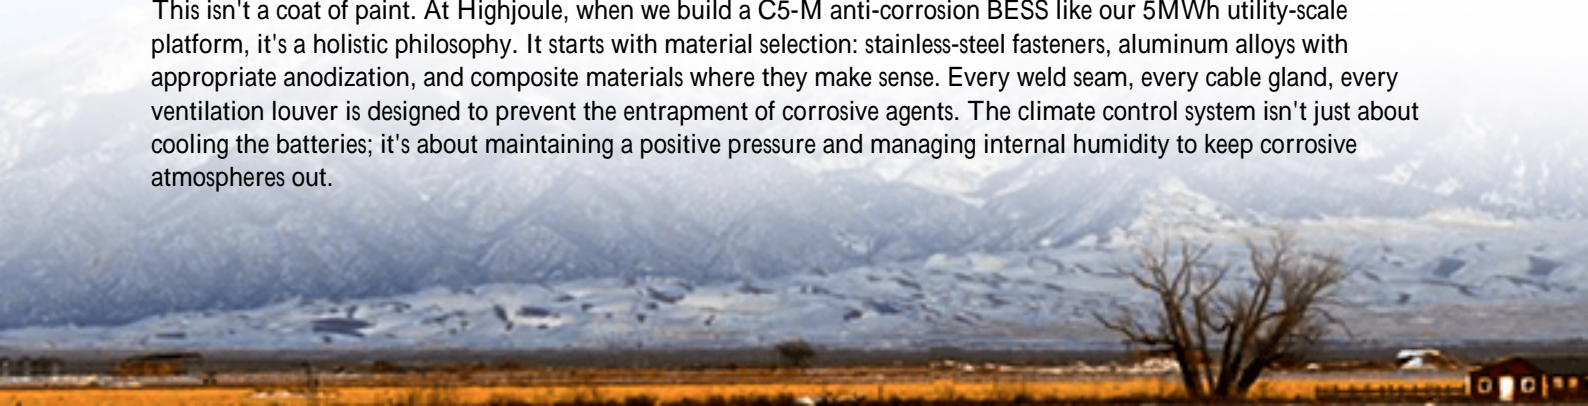 This isn't a coat of paint. At Highjoule, when we build a C5-M anti-corrosion BESS like our 5MWh utility-scale
platform, it's a holistic philosophy. It starts with material selection: stainless-steel fasteners, aluminum alloys with
appropriate anodization, and composite materials where they make sense. Every weld seam, every cable gland, every
ventilation louver is designed to prevent the entrapment of corrosive agents. The climate control system isn't just about
cooling the batteries; it's about maintaining a positive pressure and managing internal humidity to keep corrosive
atmospheres out.